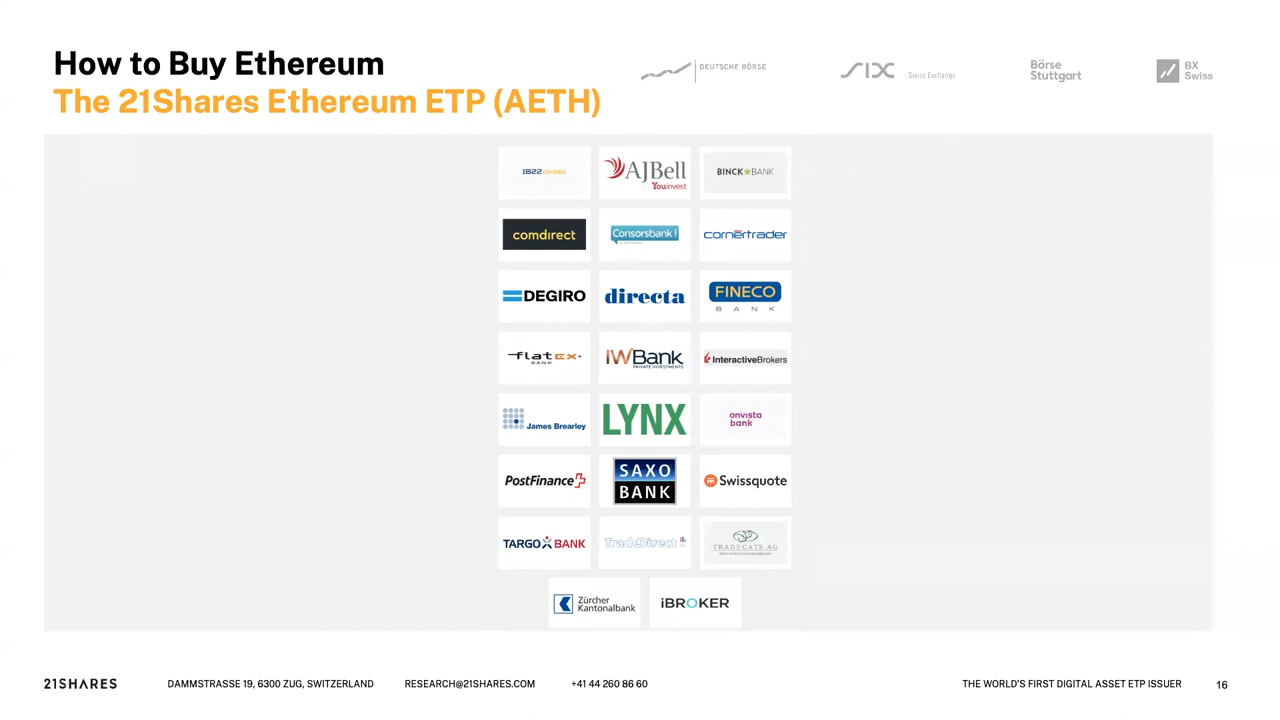 How to Buy Ethereum
The 21Shares Ethereum ETP (AETH)
DEUTSCHE BÖRSE
SIX
Swiss Exchange
Börse
Stuttgart
BX
Swiss
1822 direkt
AJBell
Youinvest
BINCK BANK
comdirect
Consorsbank!
cornèrtrader
DEGIRO
directa
FINECO
BANK
flatex
BANK
IWBank
PRIVATE INVESTMENTS
InteractiveBrokers
James Brearley
LYNX
onvista
bank
PostFinance
SAXO
BANK
Swissquote
TARGO BANK
TradeDirect
TRADEGATE AG
Zürcher
Kantonalbank
iBROKER
21SHARES
DAMMSTRASSE 19, 6300 ZUG, SWITZERLAND
RESEARCH@21SHARES.COM
+41 44 260 86 60
THE WORLD'S FIRST DIGITAL ASSET ETP ISSUER
16